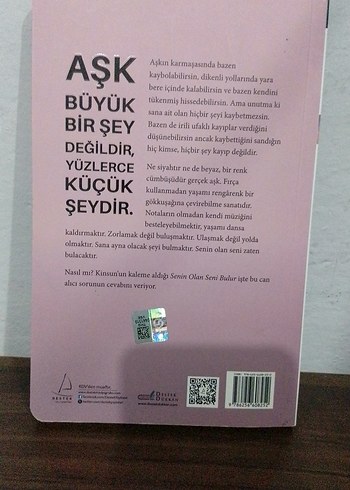 AŞK
BÜYÜK
BİR ŞEY
DEĞİLDİR,
YÜZLERCE
KÜÇÜK
ŞEYDİR.
Aşkın karmaşasında bazen
kaybolabilirsin, dikenli yollarında yara
bere içinde kalabilirsin ve bazen kendini
tükenmiş hissedebilirsin. Ama unutma ki
sana ait olan hiçbir şeyi kaybetmezsin.
Bazen de irili ufaklı kayıplar verdiğini
düşünebilirsin ancak kaybettiğini sandığın
hiç kimse, hiçbir şey kayıp değildir.
Ne siyahtır ne de beyaz, bir renk
cümbüşüdür gerçek aşk. Fırça
kullanmadan yaşamı rengârenk bir
gökkuşağına çevirebilme sanatıdır.
Notaların olmadan kendi müziğini
besteleyebilmektir, yaşamı dansa
kaldırmaktır. Zorlamak değil buluşmaktır. Ulaşmak değil yolda
olmaktır. Sana ayna olacak şeyi bulmaktır. Senin olan seni zaten
bulacaktır.
Nasıl mı? Kinsun'un kaleme aldığı Senin Olan Seni Bulur işte bu can
alıcı sorunun cevabını veriyor.
DESTEK